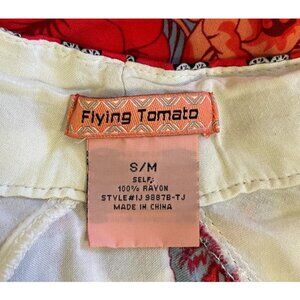 Flying Tomato
S/M
SELF:
100% RAYON
STYLE#IJ 9887B-TJ
MADE IN CHINA